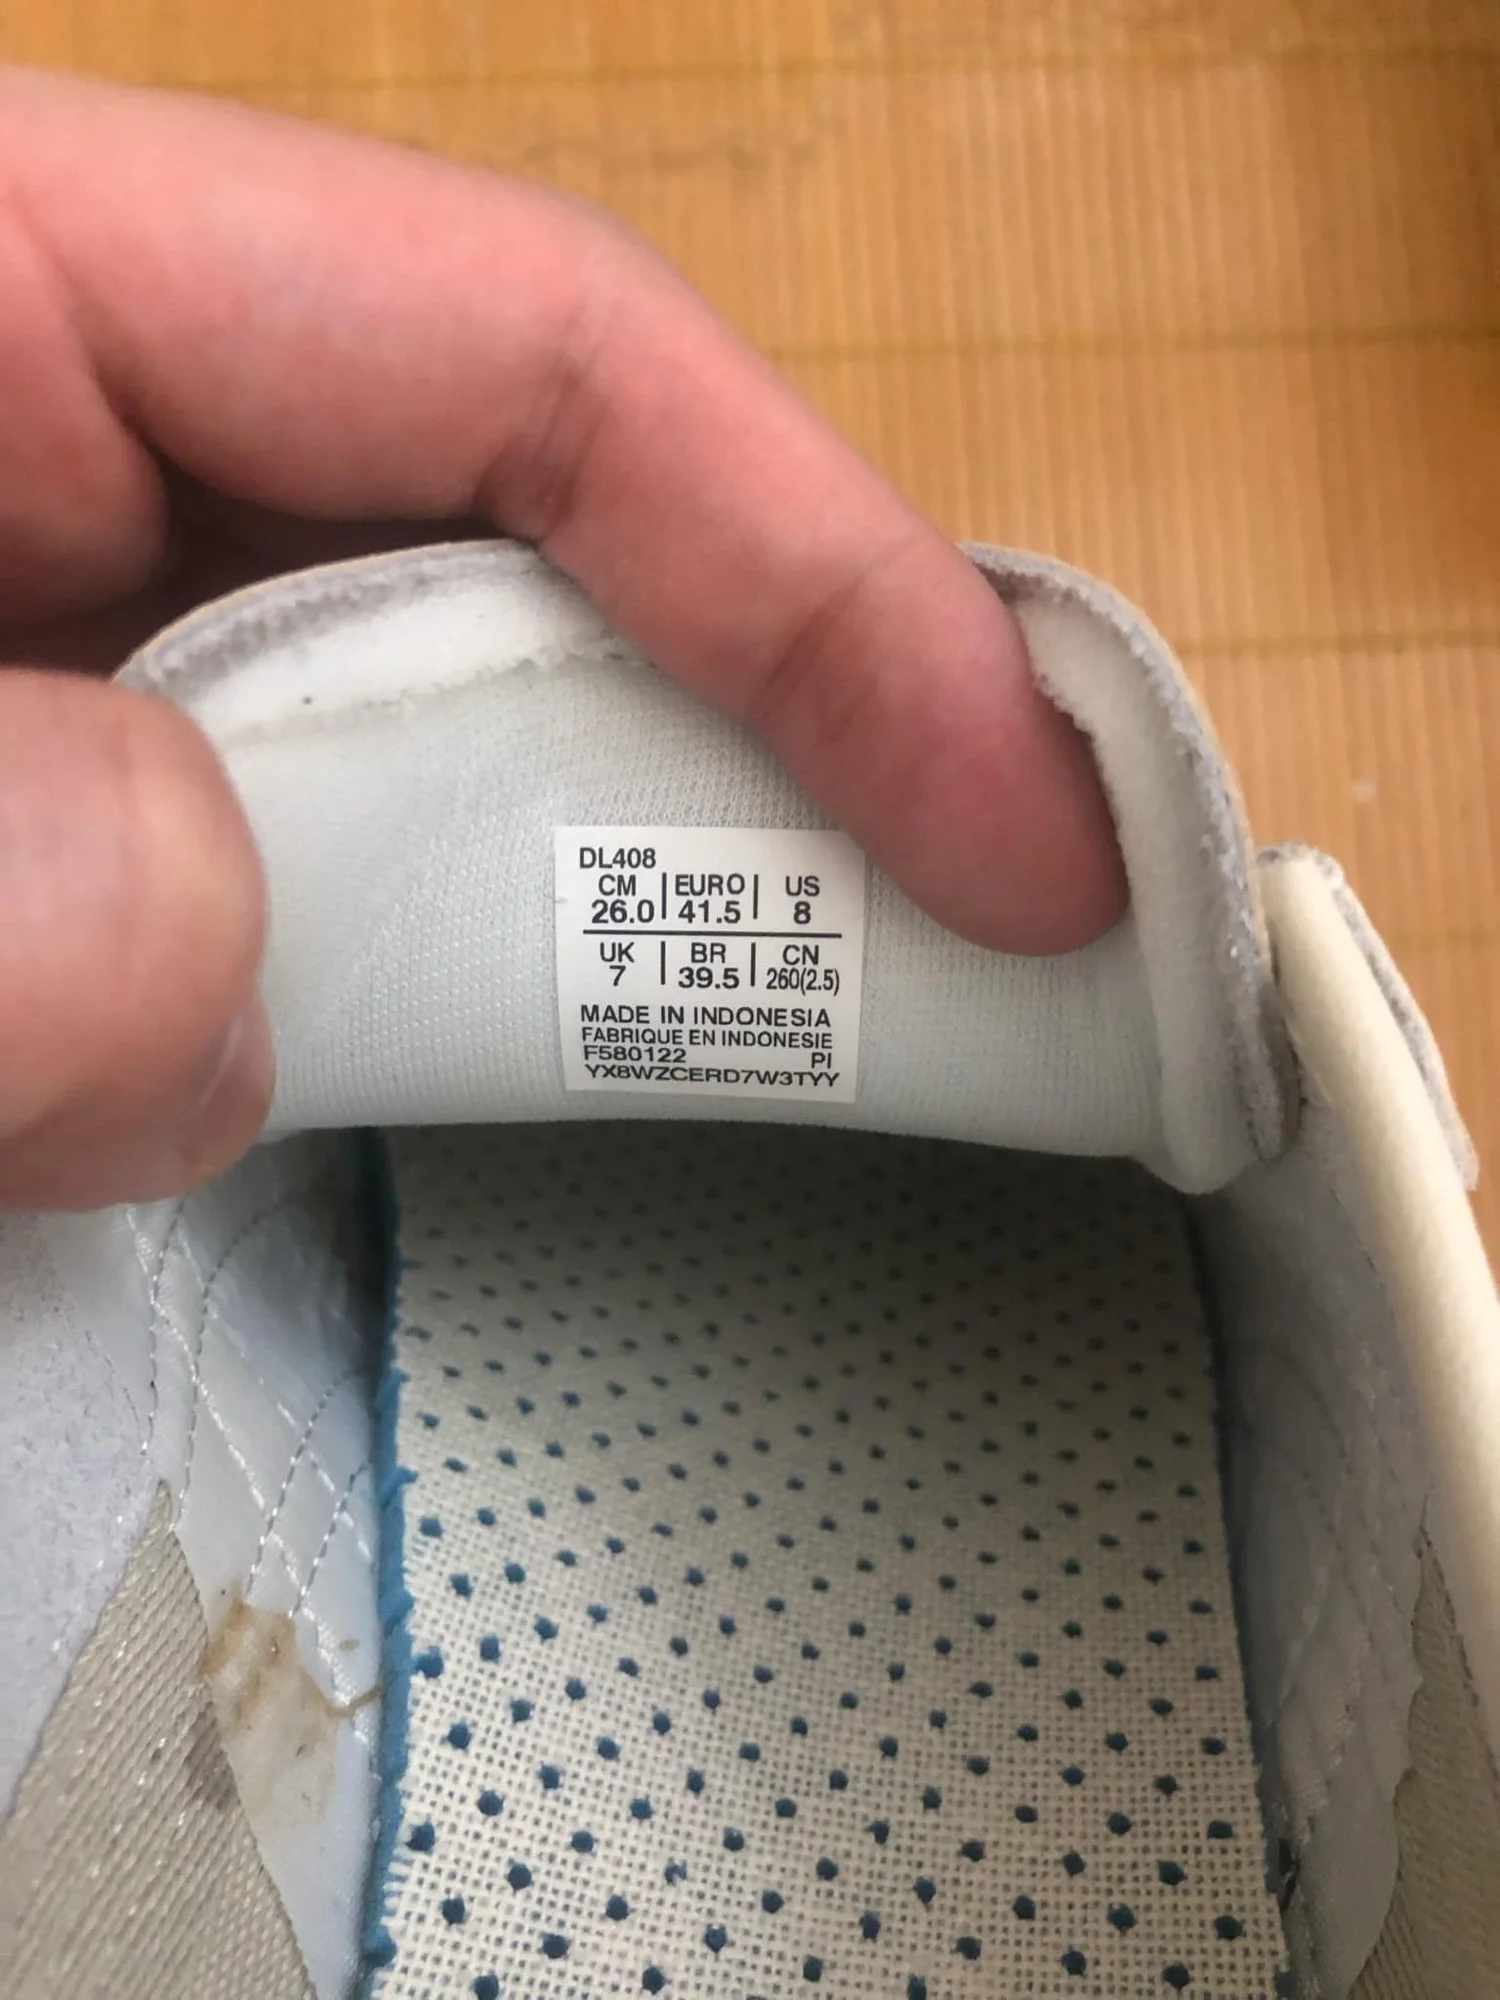 DL408
CM | EURO | US
26.0 | 41.5 | 8
UK | BR | CN
7 | 39.5 | 260(2.5)
MADE IN INDONESIA
FABRIQUE EN INDONESIE
F580122 PI
YX8WZCERD7W3TYY